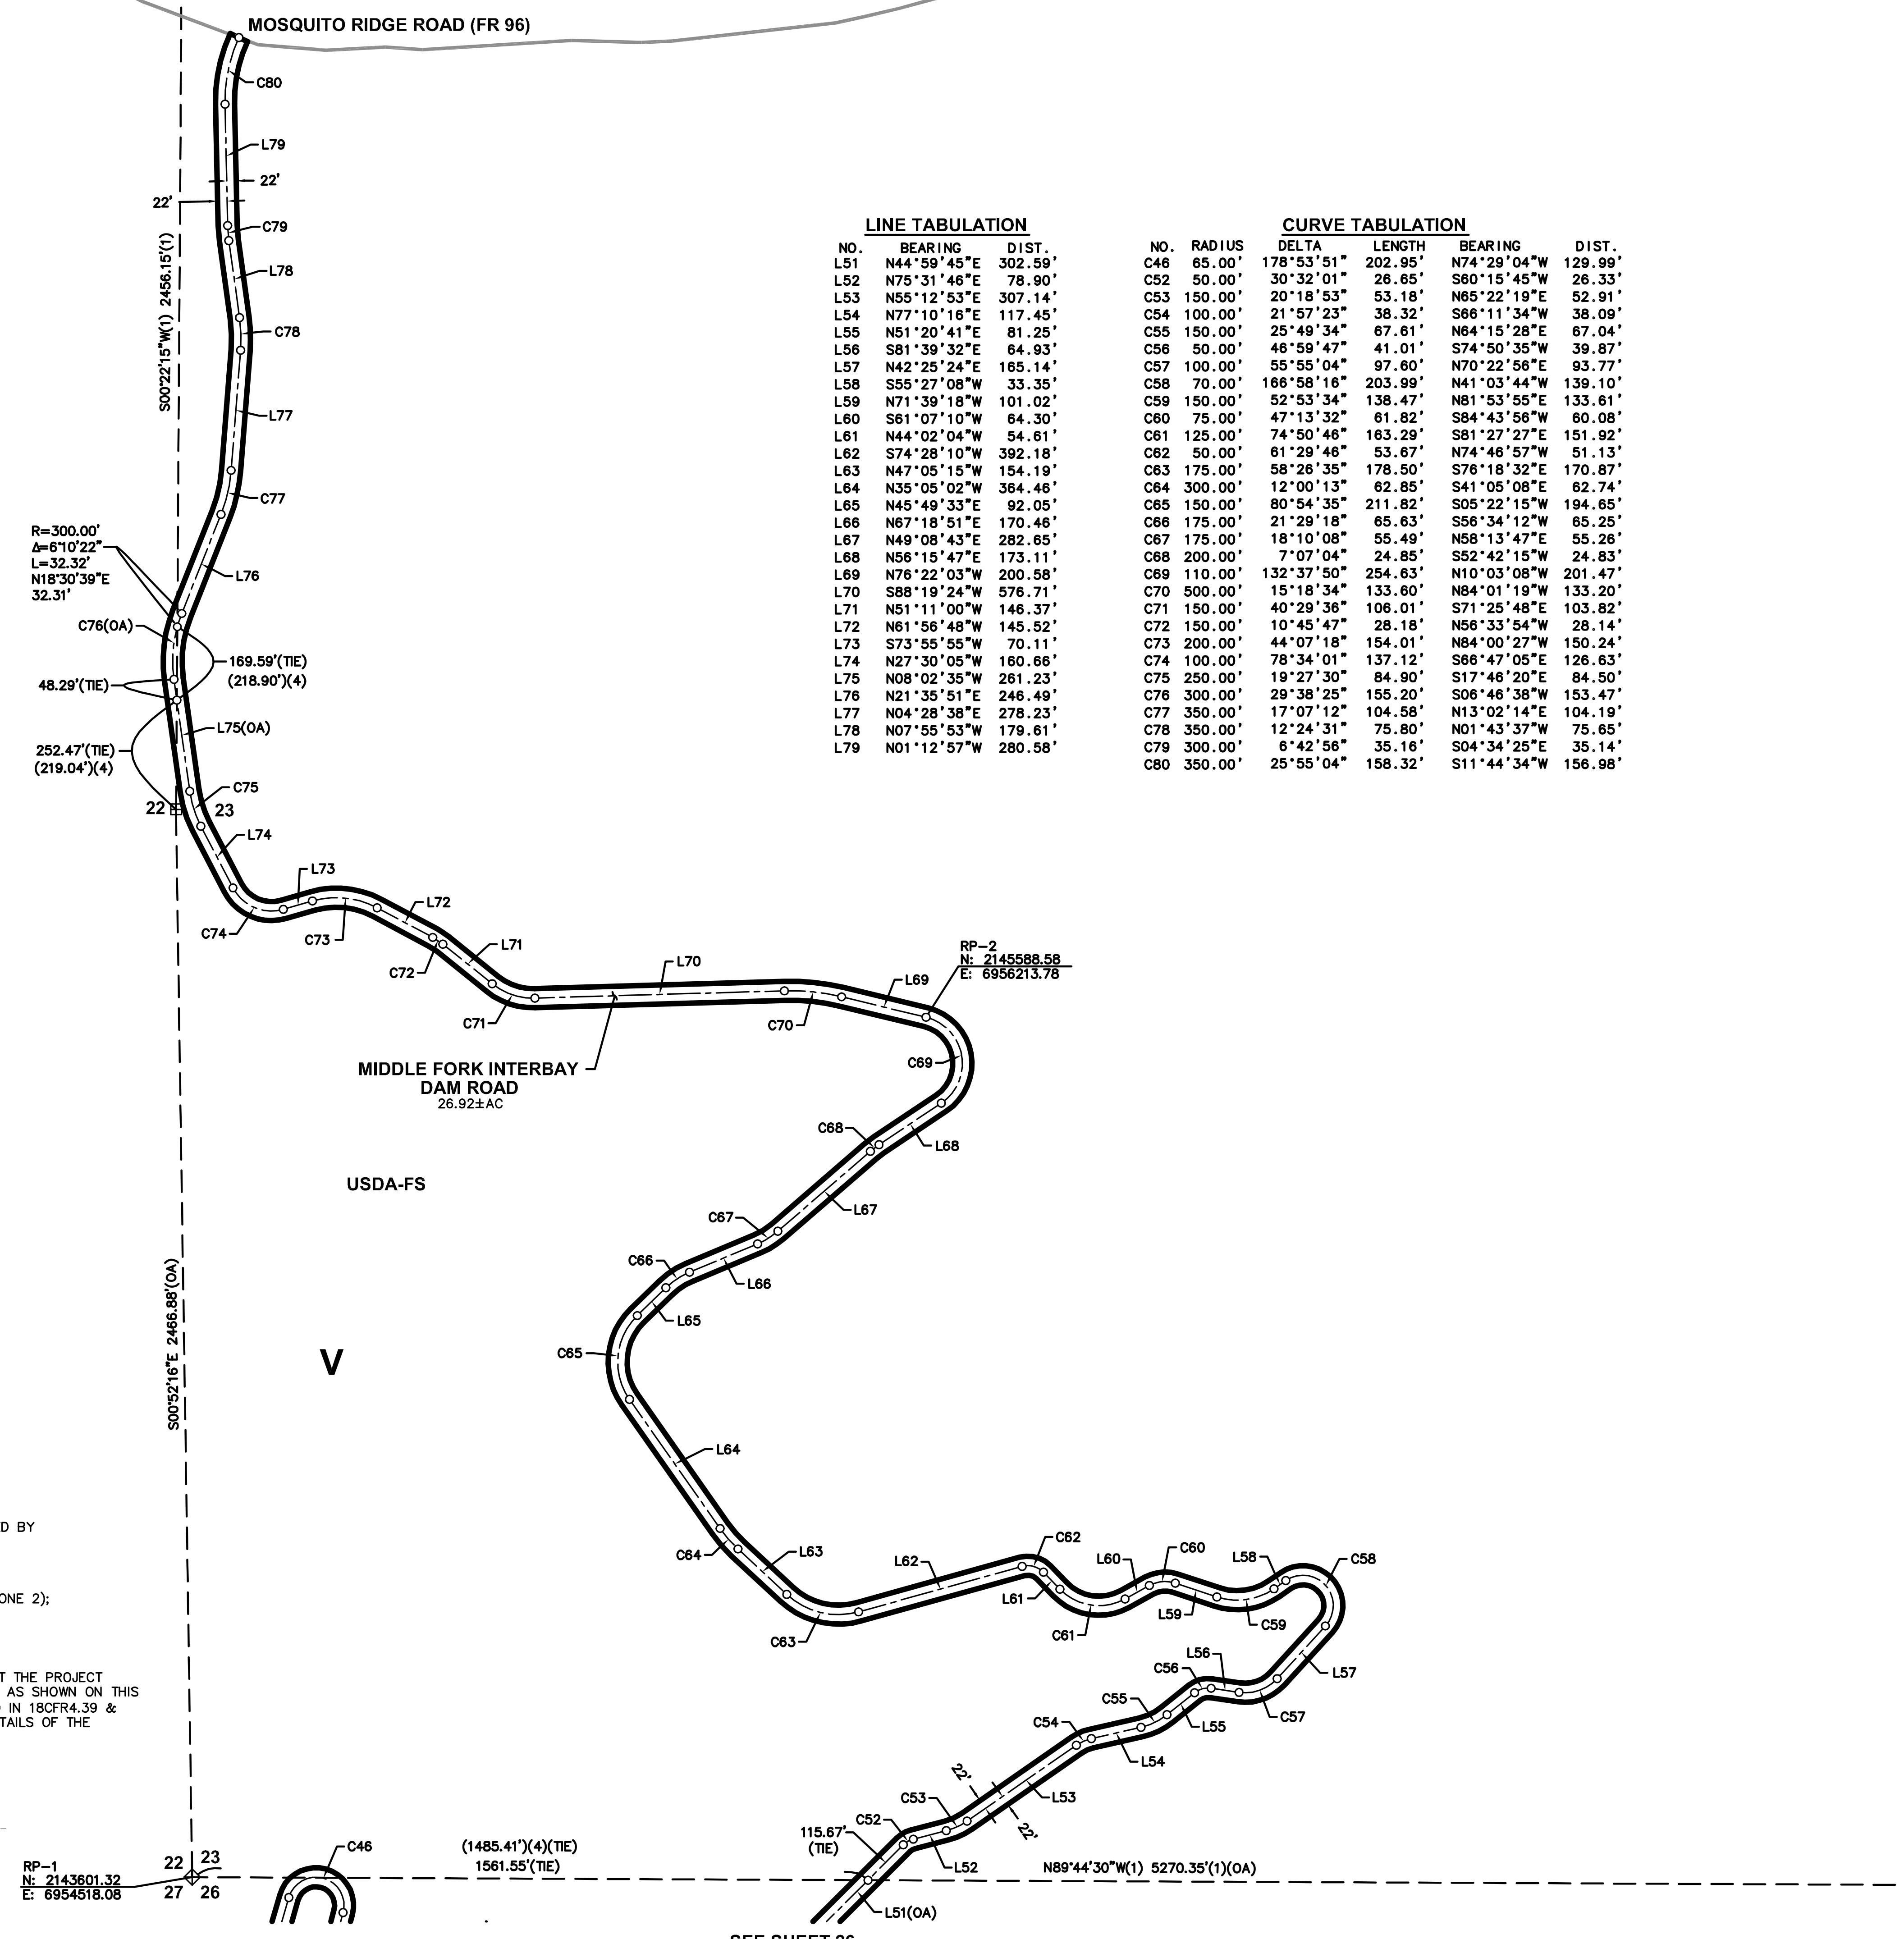 MOSQUITO RIDGE ROAD (FR 96)
C80
L79
22'
22'
C79
L78
C78
S00°22'15"W(1) 2456.15'(1)
L77
C77
R=300.00'
Δ=6°10'22"
L=32.32'
N18°30'39"E
32.31'
L76
C76(OA)
169.59'(TIE)
(218.90')(4)
48.29'(TIE)
L75(OA)
252.47'(TIE)
(219.04')(4)
C75
22 23
L74
L73
L72
C74
C73
L71
C72
L70
C71
C70
L69
RP-2
N: 2145588.58
E: 6956213.78
C69
MIDDLE FORK INTERBAY
DAM ROAD
26.92±AC
C68
L68
USDA-FS
L67
C67
C66
L66
L65
S00°52'16"E 2466.88'(OA)
V
C65
L64
LINE TABULATION
NO. BEARING DIST.
L51 N44°59'45"E 302.59'
L52 N75°31'46"E 78.90'
L53 N55°12'53"E 307.14'
L54 N77°10'16"E 117.45'
L55 N51°20'41"E 81.25'
L56 S81°39'32"E 64.93'
L57 N42°25'24"E 165.14'
L58 S55°27'08"W 33.35'
L59 N71°39'18"W 101.02'
L60 S61°07'10"W 64.30'
L61 N44°02'04"W 54.61'
L62 S74°28'10"W 392.18'
L63 N47°05'15"W 154.19'
L64 N35°05'02"W 364.46'
L65 N45°49'33"E 92.05'
L66 N67°18'51"E 170.46'
L67 N49°08'43"E 282.65'
L68 N56°15'47"E 173.11'
L69 N76°22'03"W 200.58'
L70 S88°19'24"W 576.71'
L71 N51°11'00"W 146.37'
L72 N61°56'48"W 145.52'
L73 S73°55'55"W 70.11'
L74 N27°30'05"W 160.66'
L75 N08°02'35"W 261.23'
L76 N21°35'51"E 246.49'
L77 N04°28'38"E 278.23'
L78 N07°55'53"W 179.61'
L79 N01°12'57"W 280.58'
CURVE TABULATION
NO. RADIUS DELTA LENGTH BEARING DIST.
C46 65.00' 178°53'51" 202.95' N74°29'04"W 129.99'
C52 50.00' 30°32'01" 26.65' S60°15'45"W 26.33'
C53 150.00' 20°18'53" 53.18' N65°22'19"E 52.91'
C54 100.00' 21°57'23" 38.32' S66°11'34"W 38.09'
C55 150.00' 25°49'34" 67.61' N64°15'28"E 67.04'
C56 50.00' 46°59'47" 41.01' S74°50'35"W 39.87'
C57 100.00' 55°55'04" 97.60' N70°22'56"E 93.77'
C58 70.00' 166°58'16" 203.99' N41°03'44"W 139.10'
C59 150.00' 52°53'34" 138.47' N81°53'55"E 133.61'
C60 75.00' 47°13'32" 61.82' S84°43'56"W 60.08'
C61 125.00' 74°50'46" 163.29' S81°27'27"E 151.92'
C62 50.00' 61°29'46" 53.67' N74°46'57"W 51.13'
C63 175.00' 58°26'35" 178.50' S76°18'32"E 170.87'
C64 300.00' 12°00'13" 62.85' S41°05'08"E 62.74'
C65 150.00' 80°54'35" 211.82' S05°22'15"W 194.65'
C66 175.00' 21°29'18" 65.63' S56°34'12"W 65.25'
C67 175.00' 18°10'08" 55.49' N58°13'47"E 55.26'
C68 200.00' 7°07'04" 24.85' S52°42'15"W 24.83'
C69 110.00' 132°37'50" 254.63' N10°03'08"W 201.47'
C70 500.00' 15°18'34" 133.60' N84°01'19"W 133.20'
C71 150.00' 40°29'36" 106.01' S71°25'48"E 103.82'
C72 150.00' 10°45'47" 28.18' N56°33'54"W 28.14'
C73 200.00' 44°07'18" 154.01' N84°00'27"W 150.24'
C74 100.00' 78°34'01" 137.12' S66°47'05"E 126.63'
C75 250.00' 19°27'30" 84.90' S17°46'20"E 84.50'
C76 300.00' 29°38'25" 155.20' S06°46'38"W 153.47'
C77 350.00' 17°07'12" 104.58' N13°02'14"E 104.19'
C78 350.00' 12°24'31" 75.80' N01°43'37"W 75.65'
C79 300.00' 6°42'56" 35.16' S04°34'25"E 35.14'
C80 350.00' 25°55'04" 158.32' S11°44'34"W 156.98'
ED BY
ONE 2);
T THE PROJECT
AS SHOWN ON THIS
IN 18CFR4.39 &
TAILS OF THE
C64
L63
L62
C62
L61
C63
C61
L60
C60
L59
L58
C58
C59
L57
L56
C56
C57
C55
L55
C54
L54
22'
L53
22'
C53
C52
L52
115.67'
(TIE)
L51(OA)
N89°44'30"W(1) 5270.35'(1)(OA)
(1485.41')(4)(TIE)
1561.55'(TIE)
C46
22 23
27 26
RP-1
N: 2143601.32
E: 6954518.08
SEE SHEET 26